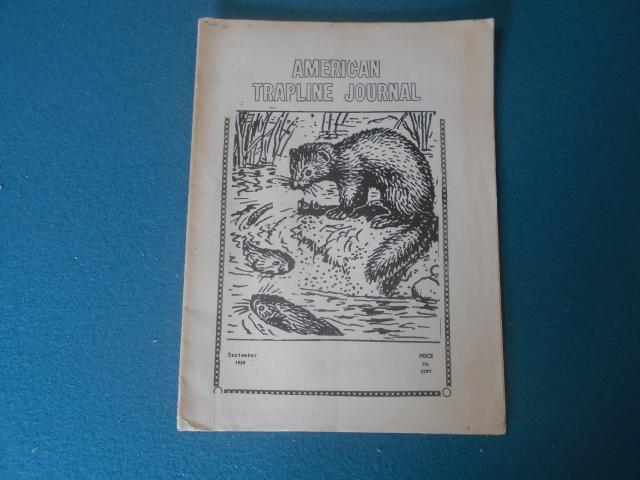 AMERICAN
TRAPLINE JOURNAL
September
PRICE
COPY